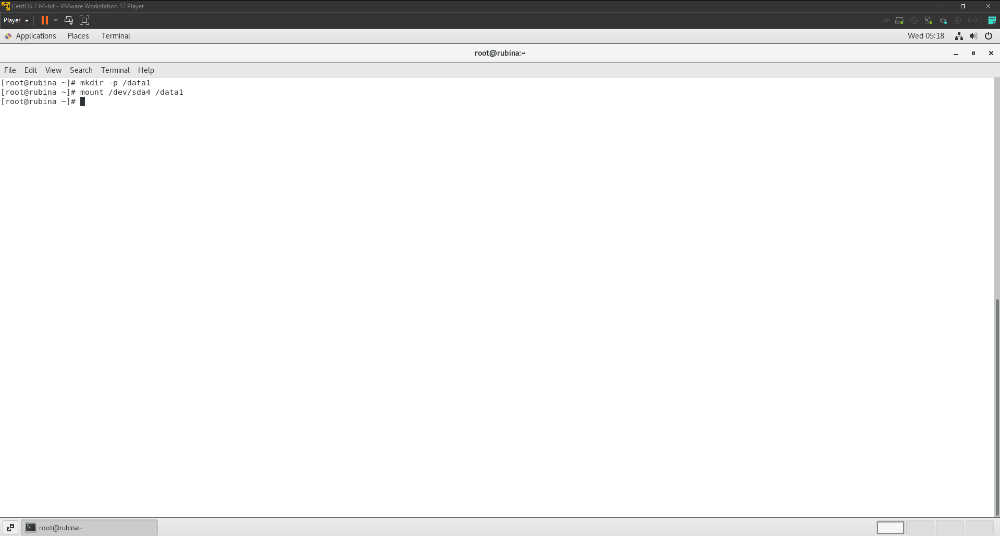 CentOS 7 64-bit - VMware Workstation 17 Player
Player
Applications Places Terminal Wed 05:18
root@rubina:~
File Edit View Search Terminal Help
[root@rubina ~]# mkdir -p /data1
[root@rubina ~]# mount /dev/sda4 /data1
[root@rubina ~]#
root@rubina:~